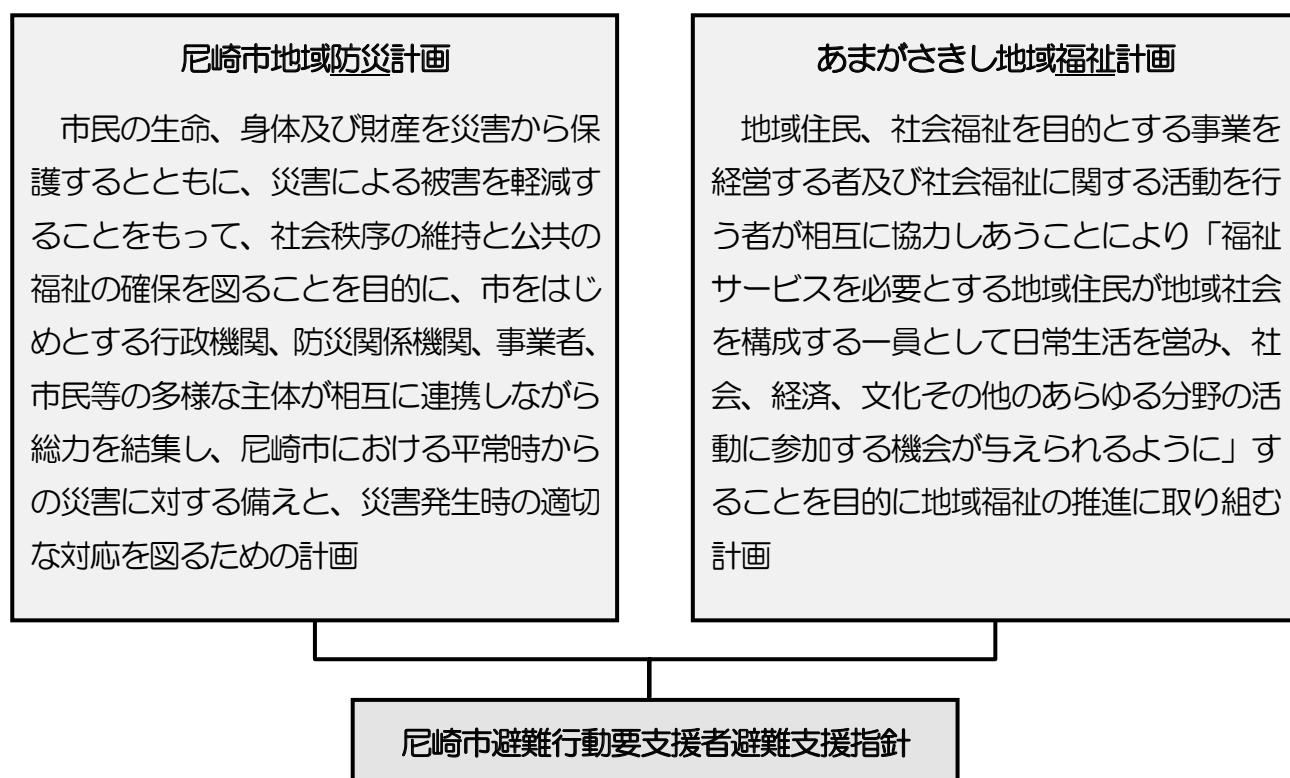 尼崎市地域防災計画
市民の生命、身体及び財産を災害から保
護するとともに、災害による被害を軽減す
ることをもって、社会秩序の維持と公共の
福祉の確保を図ることを目的に、市をはじ
めとする行政機関、防災関係機関、事業者、
市民等の多様な主体が相互に連携しながら
総力を結集し、尼崎市における平常時から
の災害に対する備えと、災害発生時の適切
な対応を図るための計画
あまがさきし地域福祉計画
地域住民、社会福祉を目的とする事業を
経営する者及び社会福祉に関する活動を行
う者が相互に協力しあうことにより「福祉
サービスを必要とする地域住民が地域社会
を構成する一員として日常生活を営み、社
会、経済、文化その他のあらゆる分野の活
動に参加する機会が与えられるように」す
ることを目的に地域福祉の推進に取り組む
計画
尼崎市避難行動要支援者避難支援指針